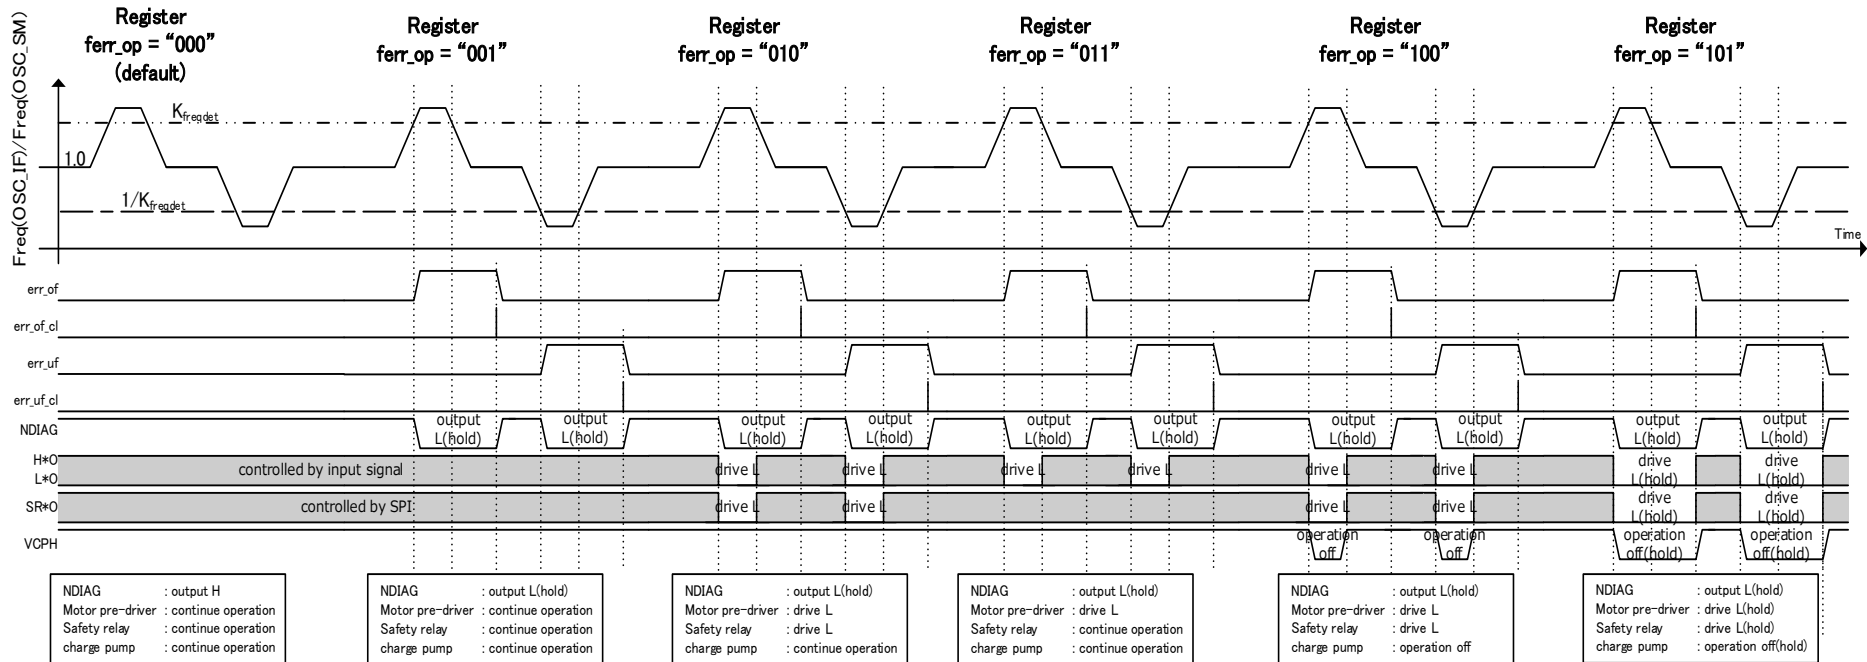 Register
ferr_op = “000”
(default)
Register
ferr_op = “001”
Register
ferr_op = “010”
Register
ferr_op = “011”
Register
ferr_op = “100”
Register
ferr_op = “101”
Freq(OSC_IF)/Freq(OSC_SM)
Kfreqdet
1.0
1/Kfreqdet
Time
err_of
err_of_cl
err_uf
err_uf_cl
NDIAG
output
L(hold)
output
L(hold)
output
L(hold)
output
L(hold)
output
L(hold)
output
L(hold)
output
L(hold)
output
L(hold)
output
L(hold)
output
L(hold)
H*O
L*O
controlled by input signal
drive L
drive L
drive L
drive L
drive L
drive L
drive
L(hold)
drive
L(hold)
SR*O
controlled by SPI
drive L
drive L
drive L
drive L
drive
L(hold)
drive
L(hold)
VCPH
operation
off
operation
off
operation
off(hold)
operation
off(hold)
NDIAG : output H
Motor pre-driver : continue operation
Safety relay : continue operation
charge pump : continue operation
NDIAG : output L(hold)
Motor pre-driver : continue operation
Safety relay : continue operation
charge pump : continue operation
NDIAG : output L(hold)
Motor pre-driver : drive L
Safety relay : drive L
charge pump : continue operation
NDIAG : output L(hold)
Motor pre-driver : drive L
Safety relay : continue operation
charge pump : continue operation
NDIAG : output L(hold)
Motor pre-driver : drive L
Safety relay : drive L
charge pump : operation off
NDIAG : output L(hold)
Motor pre-driver : drive L(hold)
Safety relay : drive L(hold)
charge pump : operation off(hold)